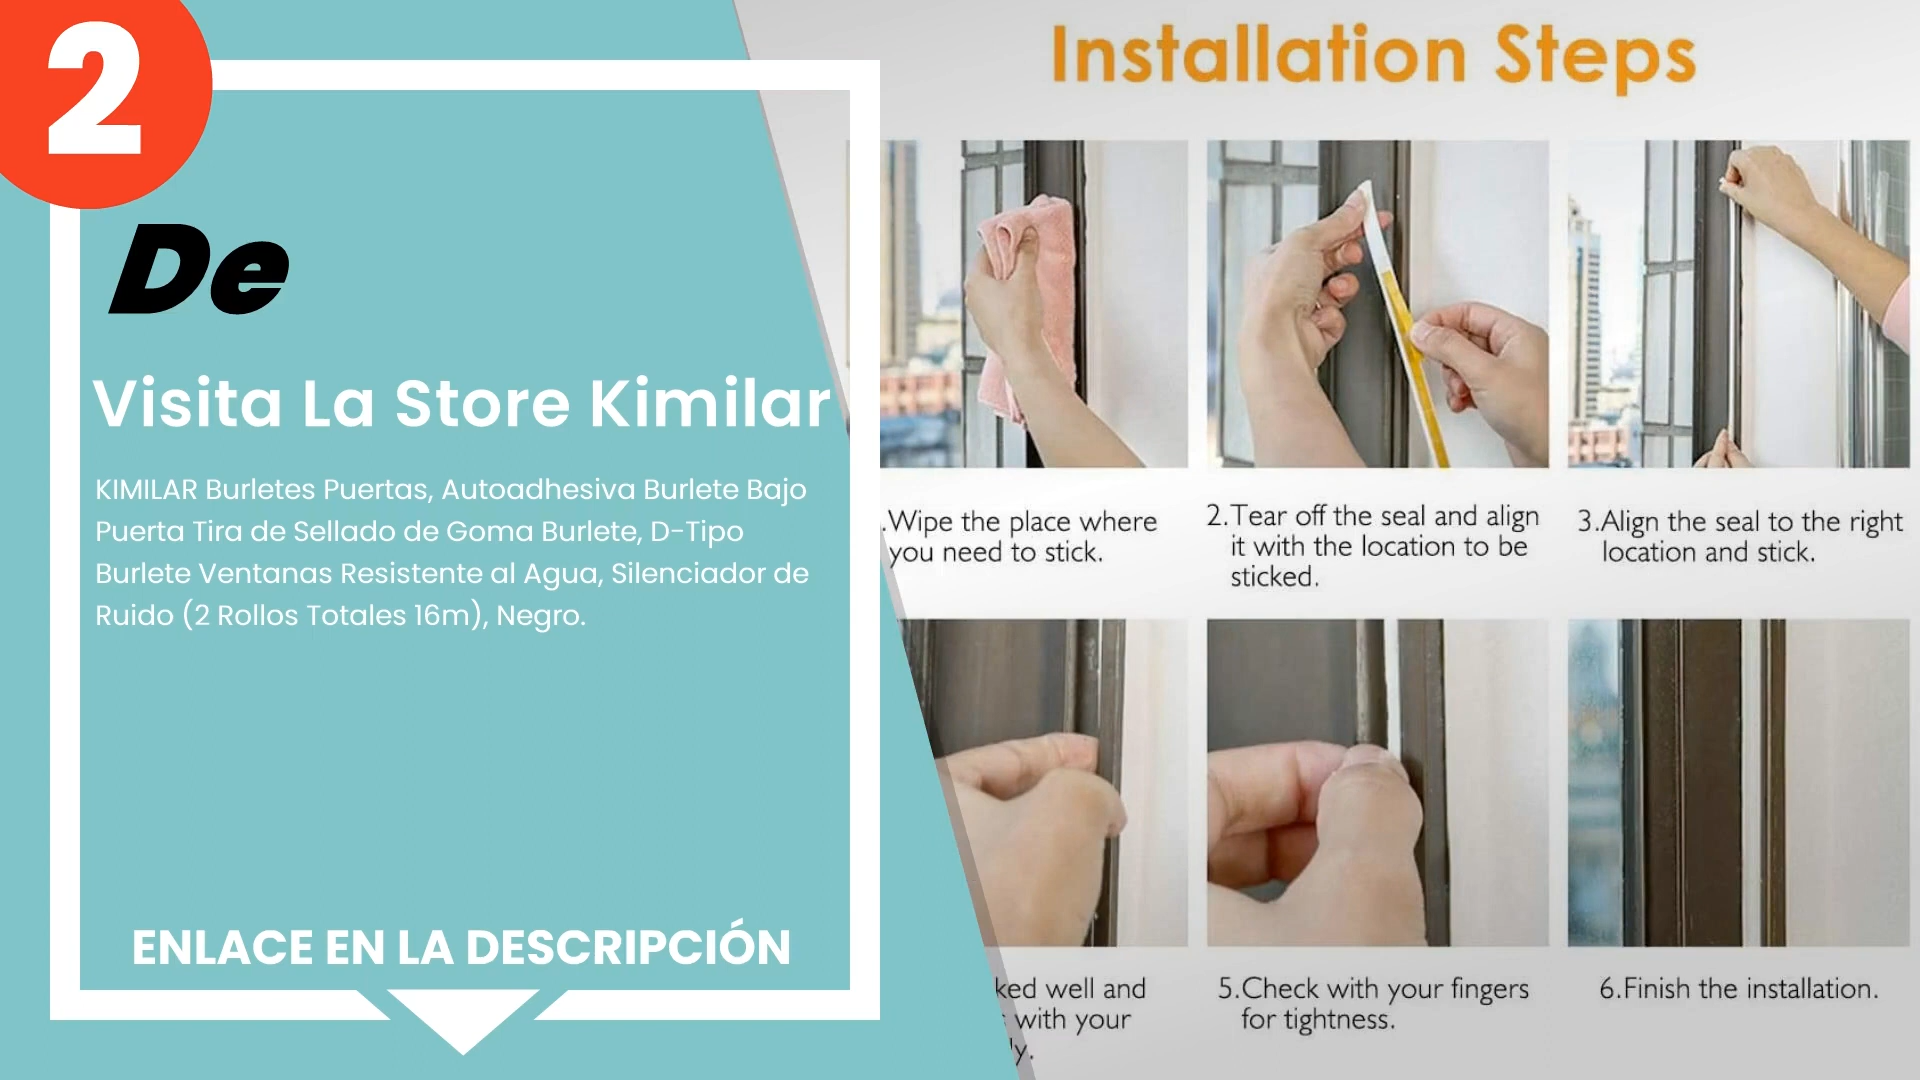 2
De
Visita La Store Kimilar
KIMILAR Burletes Puertas, Autoadhesiva Burlete Bajo
Puerta Tira de Sellado de Goma Burlete, D-Tipo
Burlete Ventanas Resistente al Agua, Silenciador de
Ruido (2 Rollos Totales 16m), Negro.
ENLACE EN LA DESCRIPCIÓN
Installation Steps
.Wipe the place where
you need to stick.
2.Tear off the seal and align
it with the location to be
sticked.
3.Align the seal to the right
location and stick.
well and
with your
5.Check with your fingers
for tightness.
6.Finish the installation.